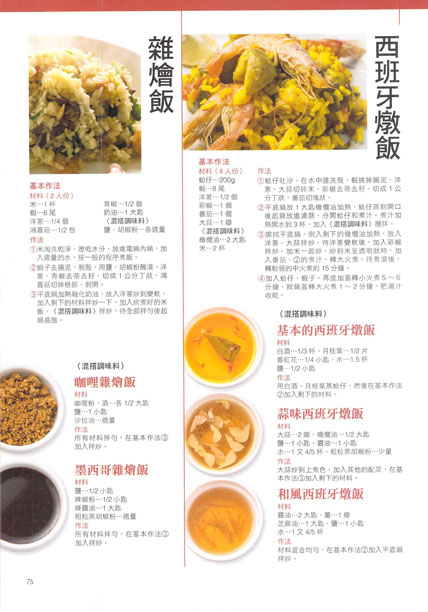 雜燴飯
基本作法
材料（2人份）
米⋯1杯
蝦⋯6尾
洋蔥⋯1/4個
鴻喜菇⋯1/2包
青椒⋯1/2個
奶油⋯1大匙
〈混搭調味料〉
鹽、胡椒粉⋯各適量
作法
①米淘洗乾淨，瀝乾水分，放進電鍋內鍋，加
入適量的水，按一般的程序煮飯。
②蝦子去腸泥、剝殼，用鹽、胡椒粉醃漬。洋
蔥、青椒去蒂去籽，切成1公分丁狀。鴻
喜菇切掉根部，剝開。
③平底鍋加熱融化奶油，放入洋蔥炒到變軟，
加入剩下的材料拌炒一下。加入炊煮好的米
飯，〈混搭調味料〉拌炒，待全部拌勻後起
鍋盛盤。
〈混搭調味料〉
咖哩雜燴飯
材料
咖哩粉、酒⋯各1/2大匙
鹽⋯1小匙
沙拉油⋯適量
作法
所有材料拌勻，在基本作法③
加入拌炒。
墨西哥雜燴飯
材料
鹽⋯1/2小匙
辣椒粉⋯1/2小匙
辣醬油⋯1大匙
粗粒黑胡椒粉⋯適量
作法
所有材料拌勻，在基本作法③
加入拌炒。
西班牙燉飯
基本作法
材料（4人份）
蛤仔⋯200g
蝦⋯8尾
洋蔥⋯1/2個
彩椒⋯1個
番茄⋯1個
大蒜⋯1瓣
〈混搭調味料〉
橄欖油⋯2大匙
米⋯2杯
作法
①蛤仔吐沙，在水中搓洗殼，蝦挑掉腸泥，洋
蔥、大蒜切碎末，彩椒去蒂去籽，切成1公
分丁狀，番茄切塊狀。
②平底鍋放1大匙橄欖油加熱，蛤仔蒸到開口
後起鍋放進濾篩，分開蛤仔和煮汁。煮汁加
熱開水到3杯，加入〈混搭調味料〉攪拌。
③擦拭平底鍋，倒入剩下的橄欖油加熱，放入
洋蔥、大蒜拌炒，待洋蔥變軟後，加入彩椒
拌炒。加米一起炒，炒到米呈透明狀時，加
入番茄、②的煮汁，轉大火煮，待煮滾後，
轉較弱的中火煮約15分鐘。
④加入蛤仔、蝦子，再度加蓋轉小火煮5～6
分鐘，掀鍋蓋轉大火煮1～2分鐘，把湯汁
收乾。
〈混搭調味料〉
基本的西班牙燉飯
材料
白酒⋯1/3杯、月桂葉⋯1/2片
番紅花⋯1/4小匙、水⋯1.5杯
鹽⋯1/2小匙
作法
用白酒、月桂葉蒸蛤仔，然後在基本作法
②加入剩下的材料。
蒜味西班牙燉飯
材料
大蒜⋯2瓣、橄欖油⋯1/2大匙
鹽⋯1小匙、醬油⋯1小匙
水⋯1又4/5杯、粗粒黑胡椒粉⋯少量
作法
大蒜炒到上焦色，加入其他的配菜，在基
本作法③加入剩下的材料。
和風西班牙燉飯
材料
醬油⋯2大匙、薑⋯1瓣
芝麻油⋯1大匙、鹽⋯1小匙
水⋯1又4/5杯
作法
材料混合均勻，在基本作法②加入平底鍋
拌炒。
75